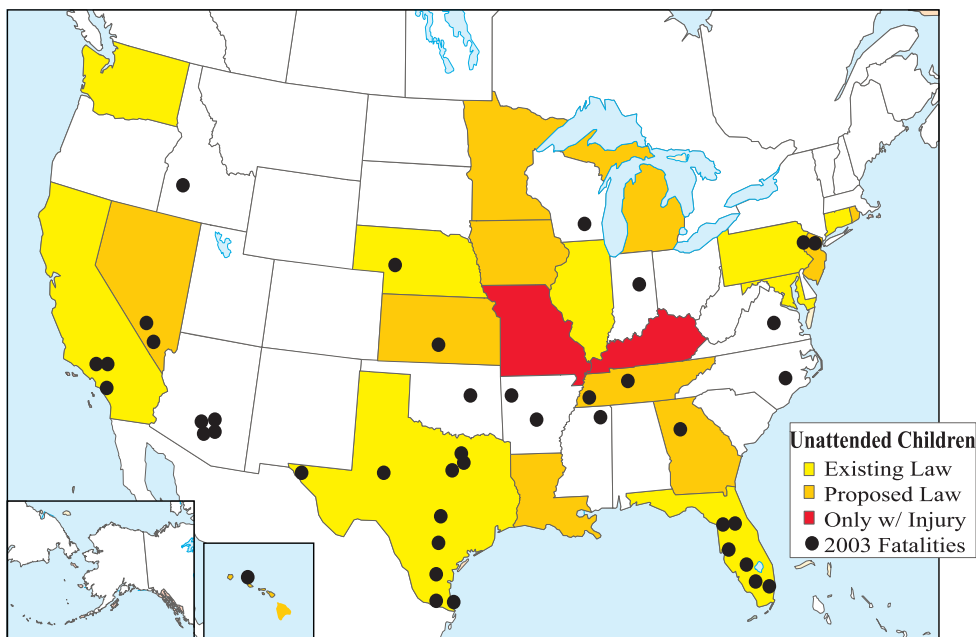 Unattended Children
Existing Law
Proposed Law
Only w/ Injury
2003 Fatalities